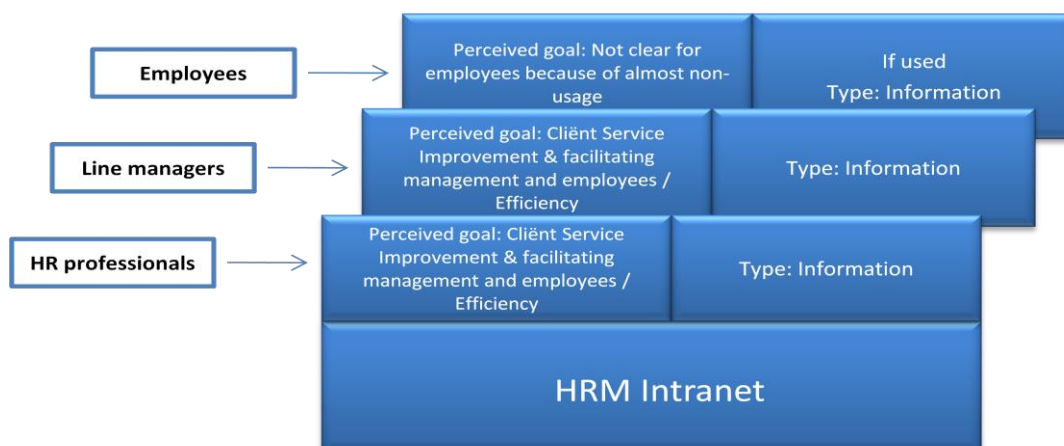 Employees
Perceived goal: Not clear for
employees because of almost non-
usage
If used
Type: Information
Line managers
Perceived goal: Cliënt Service
Improvement & facilitating
management and employees /
Efficiency
Type: Information
HR professionals
Perceived goal: Cliënt Service
Improvement & facilitating
management and employees /
Efficiency
Type: Information
HRM Intranet